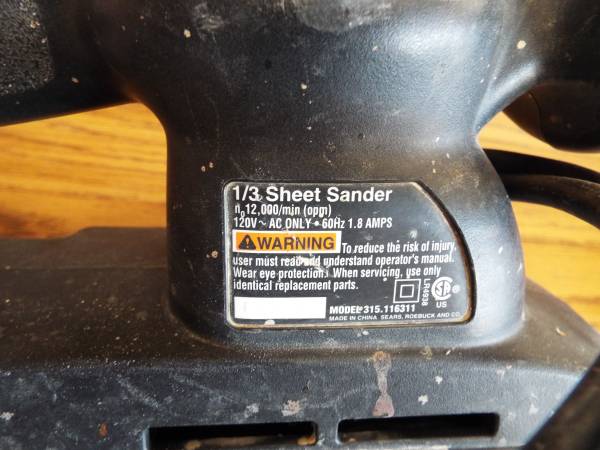 1/3 Sheet Sander
n₀ 12,000/min (opm)
120V~ AC ONLY • 60Hz 1.8 AMPS
WARNING To reduce the risk of injury,
user must read and understand operator's manual.
Wear eye protection. When servicing, use only
identical replacement parts.
LR4938
US
MODEL 315.116311
MADE IN CHINA SEARS, ROEBUCK AND CO.